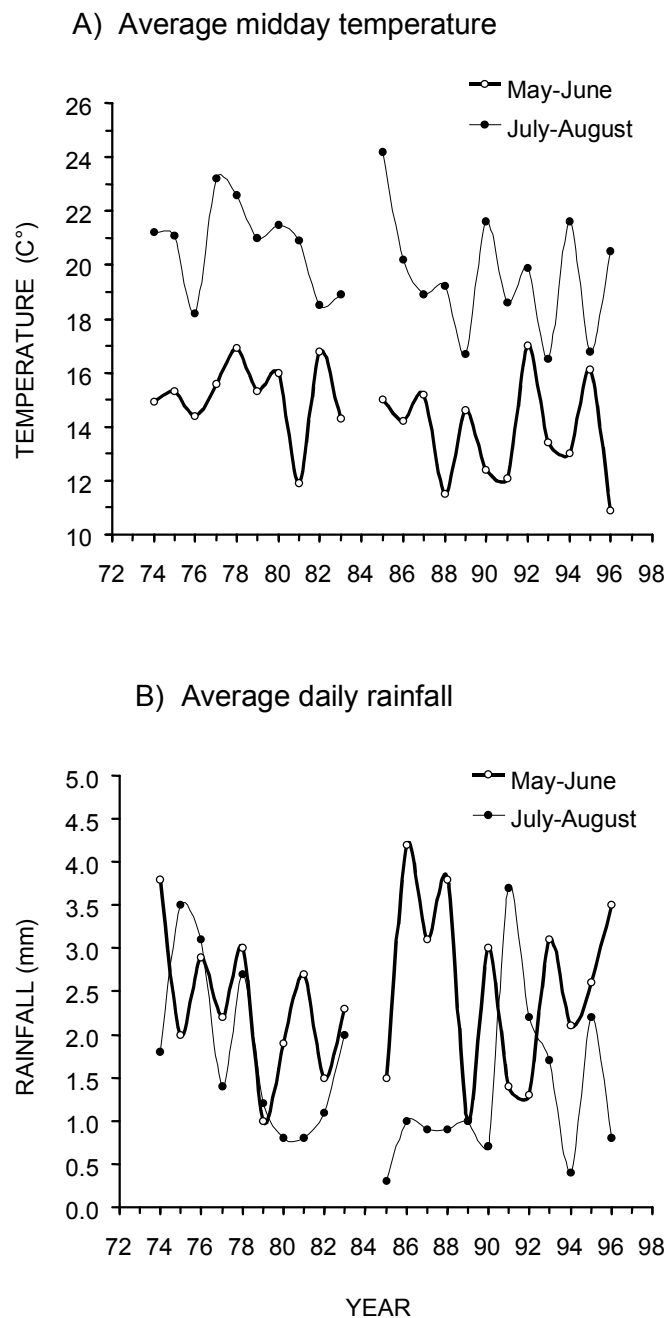 A) Average midday temperature
May-June
July-August
TEMPERATURE (C°)
26
24
22
20
18
16
14
12
10
72 74 76 78 80 82 84 86 88 90 92 94 96 98
B) Average daily rainfall
May-June
July-August
RAINFALL (mm)
5.0
4.5
4.0
3.5
3.0
2.5
2.0
1.5
1.0
0.5
0.0
72 74 76 78 80 82 84 86 88 90 92 94 96 98
YEAR